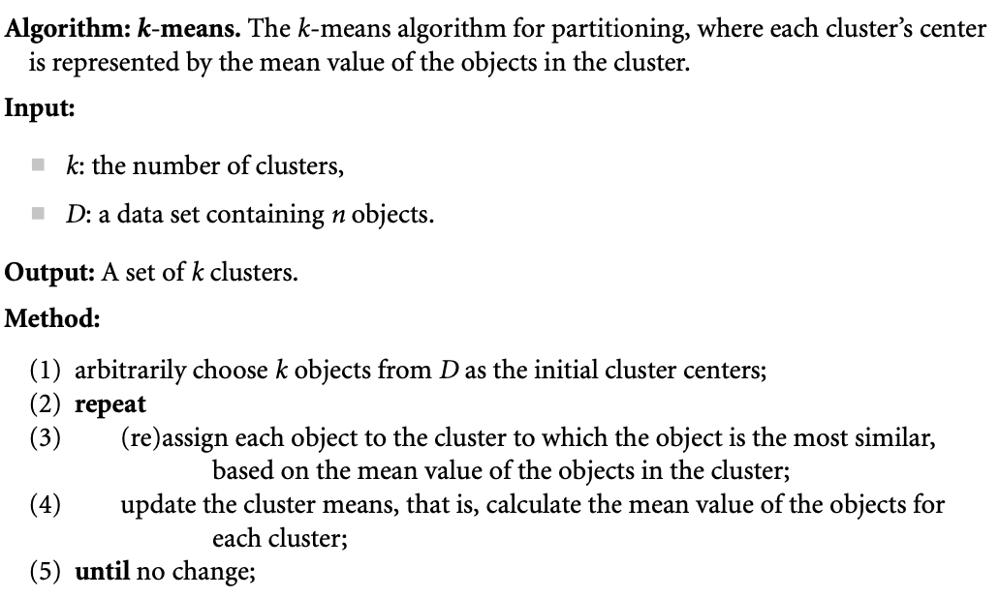 Algorithm: k-means. The k-means algorithm for partitioning, where each cluster’s center
is represented by the mean value of the objects in the cluster.
Input:
k: the number of clusters,
D: a data set containing n objects.
Output: A set of k clusters.
Method:
(1) arbitrarily choose k objects from D as the initial cluster centers;
(2) repeat
(3) (re)assign each object to the cluster to which the object is the most similar,
based on the mean value of the objects in the cluster;
(4) update the cluster means, that is, calculate the mean value of the objects for
each cluster;
(5) until no change;